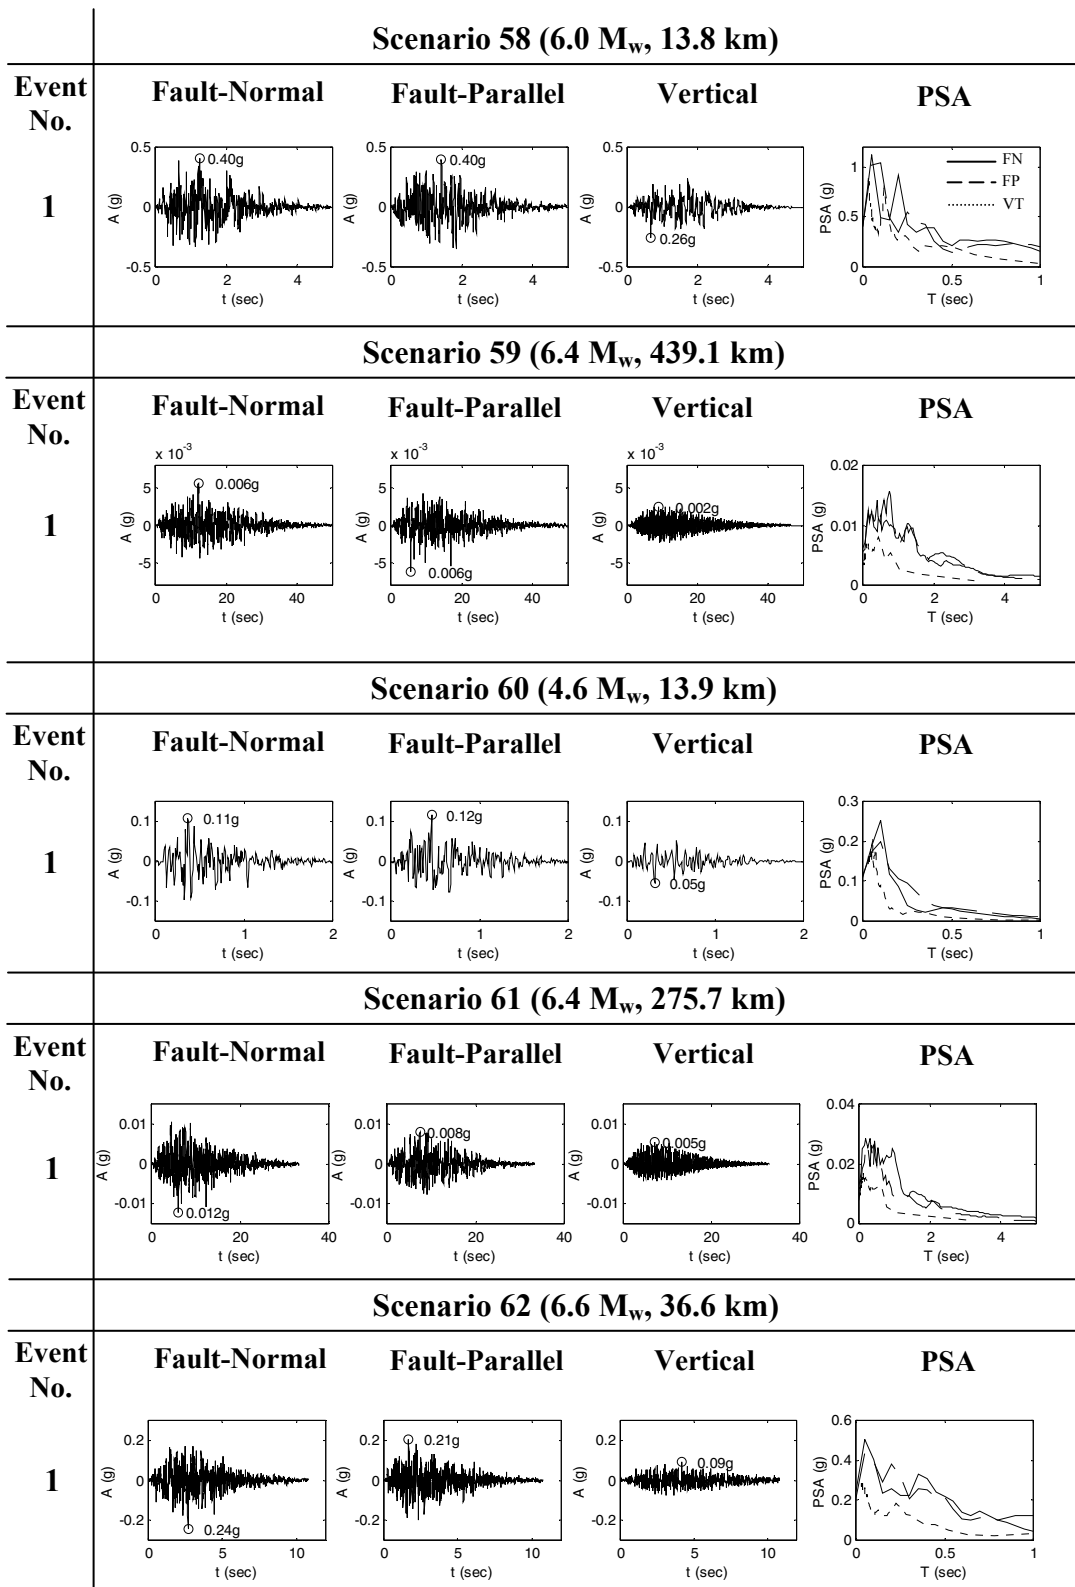 Scenario 58 (6.0 Mw, 13.8 km)
Event No.
Fault-Normal
Fault-Parallel
Vertical
PSA
1
0.5
0
-0.5
A (g)
0.40g
0 2 4
t (sec)
0.5
0
-0.5
A (g)
0.40g
0 2 4
t (sec)
0.5
0
-0.5
A (g)
0.26g
0 2 4
t (sec)
1
0.5
0
PSA (g)
FN
FP
VT
0 0.5 1
T (sec)
Scenario 59 (6.4 Mw, 439.1 km)
Event No.
Fault-Normal
Fault-Parallel
Vertical
PSA
1
x 10-3
5
0
-5
A (g)
0.006g
0 20 40
t (sec)
x 10-3
5
0
-5
A (g)
0.006g
0 20 40
t (sec)
x 10-3
5
0
-5
A (g)
0.002g
0 20 40
t (sec)
0.02
0.01
0
PSA (g)
0 2 4
T (sec)
Scenario 60 (4.6 Mw, 13.9 km)
Event No.
Fault-Normal
Fault-Parallel
Vertical
PSA
1
0.1
0
-0.1
A (g)
0.11g
0 1 2
t (sec)
0.1
0
-0.1
A (g)
0.12g
0 1 2
t (sec)
0.1
0
-0.1
A (g)
0.05g
0 1 2
t (sec)
0.3
0.2
0.1
0
PSA (g)
0 0.5 1
T (sec)
Scenario 61 (6.4 Mw, 275.7 km)
Event No.
Fault-Normal
Fault-Parallel
Vertical
PSA
1
0.01
0
-0.01
A (g)
0.012g
0 20 40
t (sec)
0.01
0
-0.01
A (g)
0.008g
0 20 40
t (sec)
0.01
0
-0.01
A (g)
0.005g
0 20 40
t (sec)
0.04
0.02
0
PSA (g)
0 2 4
T (sec)
Scenario 62 (6.6 Mw, 36.6 km)
Event No.
Fault-Normal
Fault-Parallel
Vertical
PSA
1
0.2
0
-0.2
A (g)
0.24g
0 5 10
t (sec)
0.2
0
-0.2
A (g)
0.21g
0 5 10
t (sec)
0.2
0
-0.2
A (g)
0.09g
0 5 10
t (sec)
0.6
0.4
0.2
0
PSA (g)
0 0.5 1
T (sec)